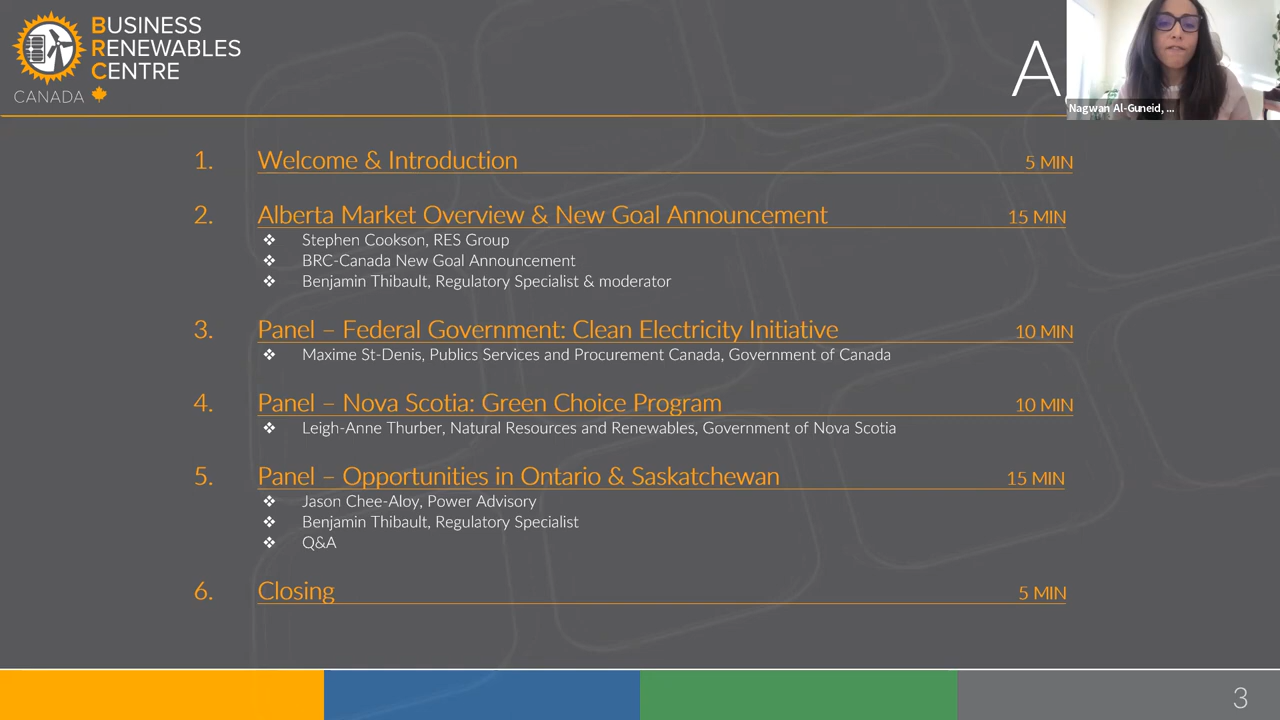 BUSINESS
RENEWABLES
CENTRE
CANADA
A
Nagwan Al-Guneid, ...
1. Welcome & Introduction 5 MIN
2. Alberta Market Overview & New Goal Announcement 15 MIN
❖ Stephen Cookson, RES Group
❖ BRC-Canada New Goal Announcement
❖ Benjamin Thibault, Regulatory Specialist & moderator
3. Panel – Federal Government: Clean Electricity Initiative 10 MIN
❖ Maxime St-Denis, Publics Services and Procurement Canada, Government of Canada
4. Panel – Nova Scotia: Green Choice Program 10 MIN
❖ Leigh-Anne Thurber, Natural Resources and Renewables, Government of Nova Scotia
5. Panel – Opportunities in Ontario & Saskatchewan 15 MIN
❖ Jason Chee-Aloy, Power Advisory
❖ Benjamin Thibault, Regulatory Specialist
❖ Q&A
6. Closing 5 MIN
3